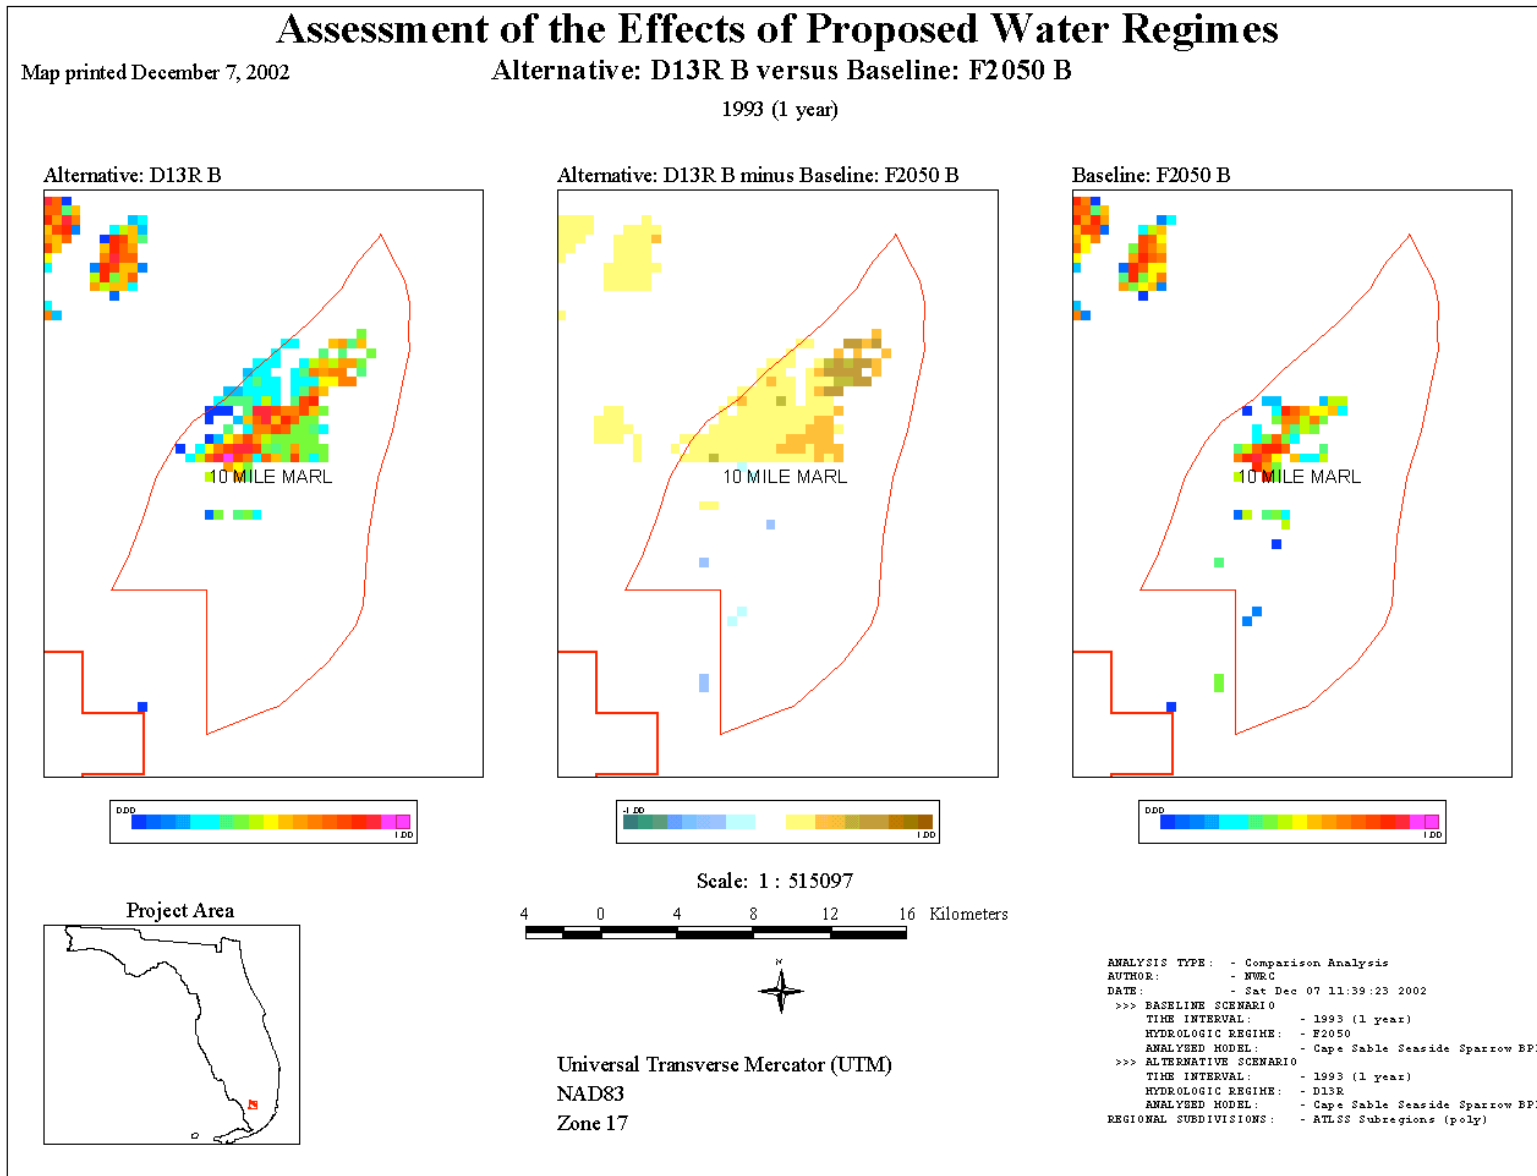 Assessment of the Effects of Proposed Water Regimes
Map printed December 7, 2002
Alternative: D13R B versus Baseline: F2050 B
1993 (1 year)
Alternative: D13R B
Alternative: D13R B minus Baseline: F2050 B
Baseline: F2050 B
10 MILE MARL
10 MILE MARL
10 MILE MARL
0.00
1.00
-1.00
1.00
0.00
1.00
Scale: 1 : 515097
4 0 4 8 12 16 Kilometers
N
Project Area
Universal Transverse Mercator (UTM)
NAD83
Zone 17
ANALYSIS TYPE: - Comparison Analysis
AUTHOR: - NWRC
DATE: - Sat Dec 07 11:39:23 2002
>>> BASELINE SCENARIO
TIME INTERVAL: - 1993 (1 year)
HYDROLOGIC REGIME: - F2050
ANALYZED MODEL: - Cape Sable Seaside Sparrow BPI
>>> ALTERNATIVE SCENARIO
TIME INTERVAL: - 1993 (1 year)
HYDROLOGIC REGIME: - D13R
ANALYZED MODEL: - Cape Sable Seaside Sparrow BPI
REGIONAL SUBDIVISIONS: - ATLSS Subregions (poly)